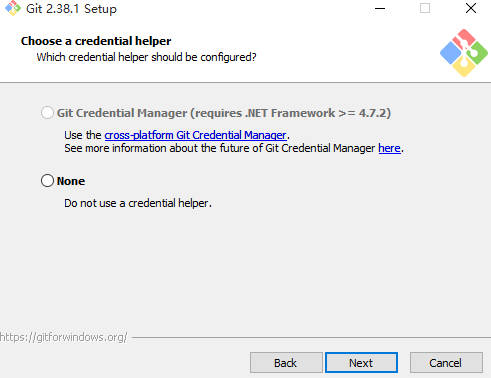 Git 2.38.1 Setup
Choose a credential helper
Which credential helper should be configured?
Git Credential Manager (requires .NET Framework >= 4.7.2)
Use the cross-platform Git Credential Manager.
See more information about the future of Git Credential Manager here.
None
Do not use a credential helper.
https://gitforwindows.org/
Back Next Cancel